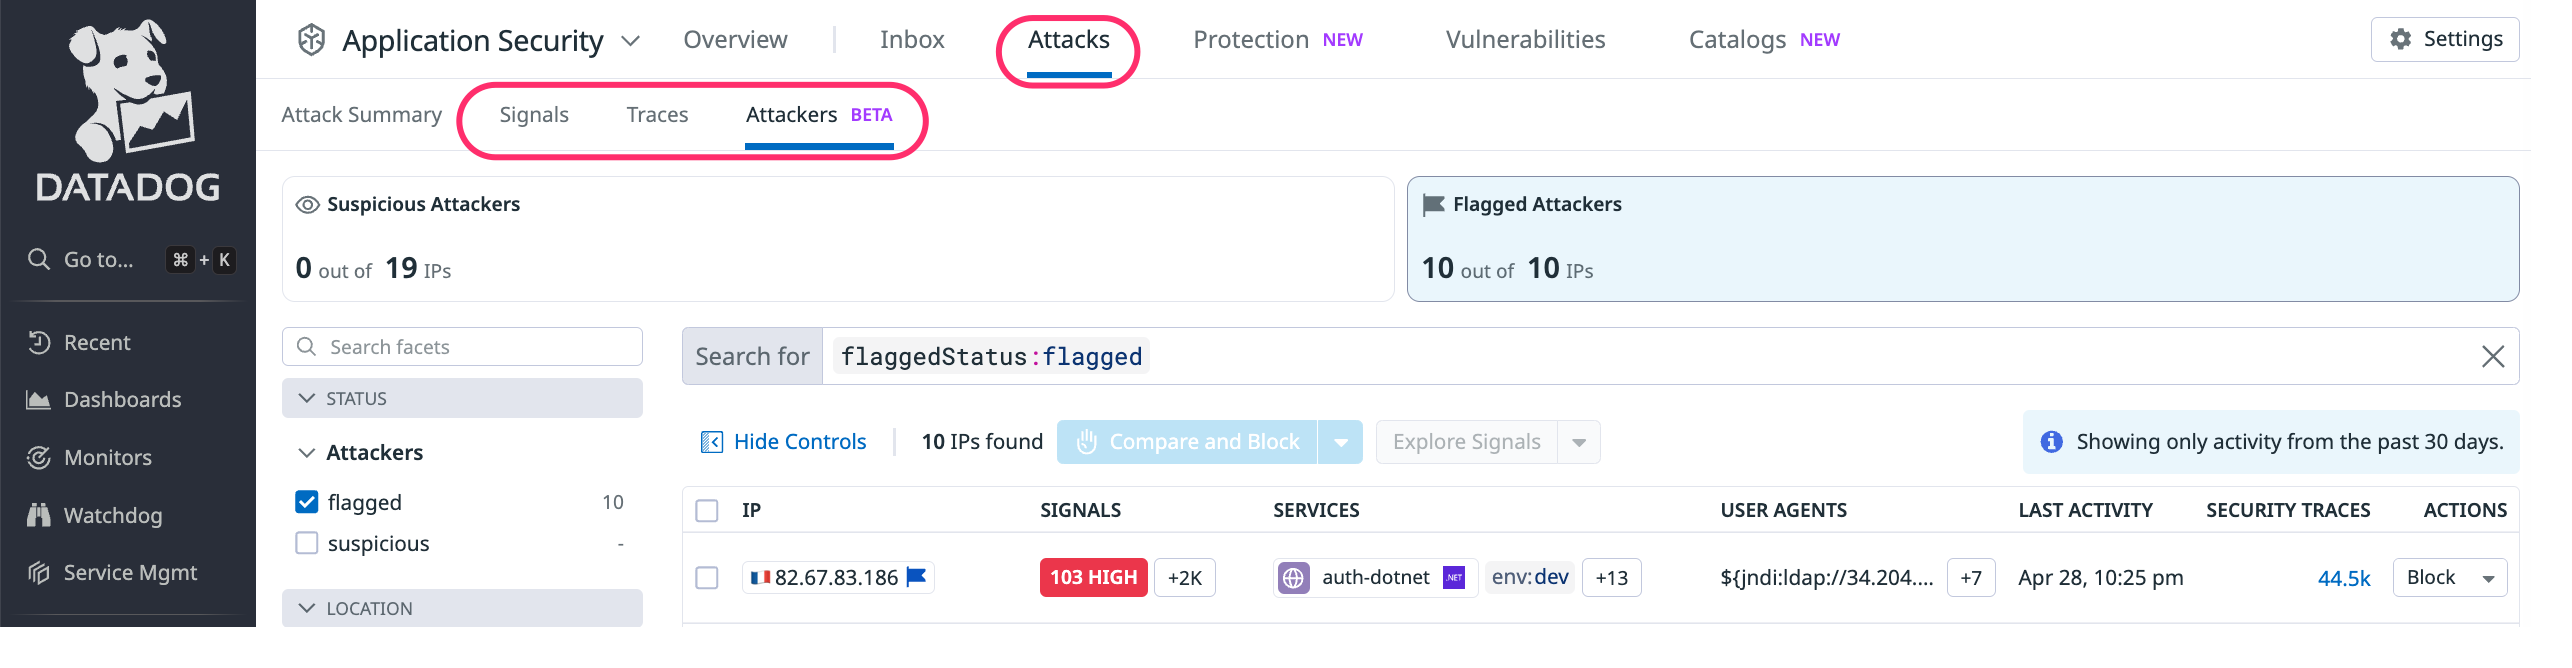 DATADOG
Go to... ⌘ + K
Recent
Dashboards
Monitors
Watchdog
Service Mgmt
Application Security Overview Inbox Attacks Protection NEW Vulnerabilities Catalogs NEW Settings
Attack Summary Signals Traces Attackers BETA
Suspicious Attackers
0 out of 19 IPs
Flagged Attackers
10 out of 10 IPs
Search facets
STATUS
Attackers
flagged 10
suspicious -
LOCATION
Search for flaggedStatus:flagged
Hide Controls 10 IPs found Compare and Block Explore Signals Showing only activity from the past 30 days.
IP SIGNALS SERVICES USER AGENTS LAST ACTIVITY SECURITY TRACES ACTIONS
82.67.83.186 103 HIGH +2K auth-dotnet .NET env:dev +13 ${jndi:ldap://34.204.... +7 Apr 28, 10:25 pm 44.5k Block